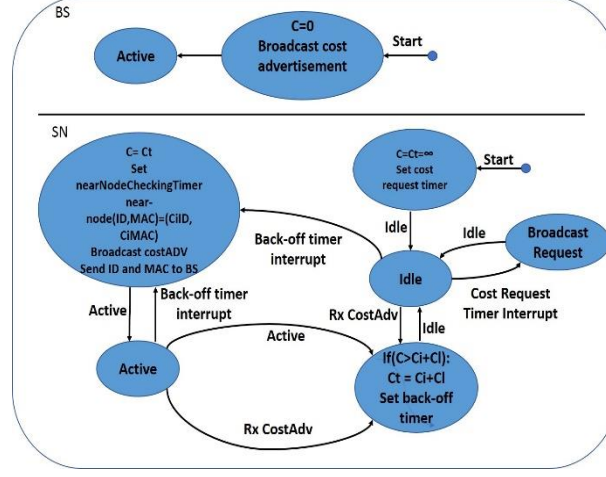 BS
C=0
Broadcast cost
advertisement
Start
Active
SN
C= Ct
Set
nearNodeCheckingTimer
near-
node(ID,MAC)=(CiID,
CiMAC)
Broadcast costADV
Send ID and MAC to BS
C=Ct=∞
Set cost
request timer
Start
Idle
Idle
Broadcast
Request
Back-off timer
interrupt
Idle
Cost Request
Timer Interrupt
Active
Back-off timer
interrupt
Rx CostAdv
Idle
Active
Active
If(C>Ci+Cl):
Ct = Ci+Cl
Set back-off
timer
Rx CostAdv